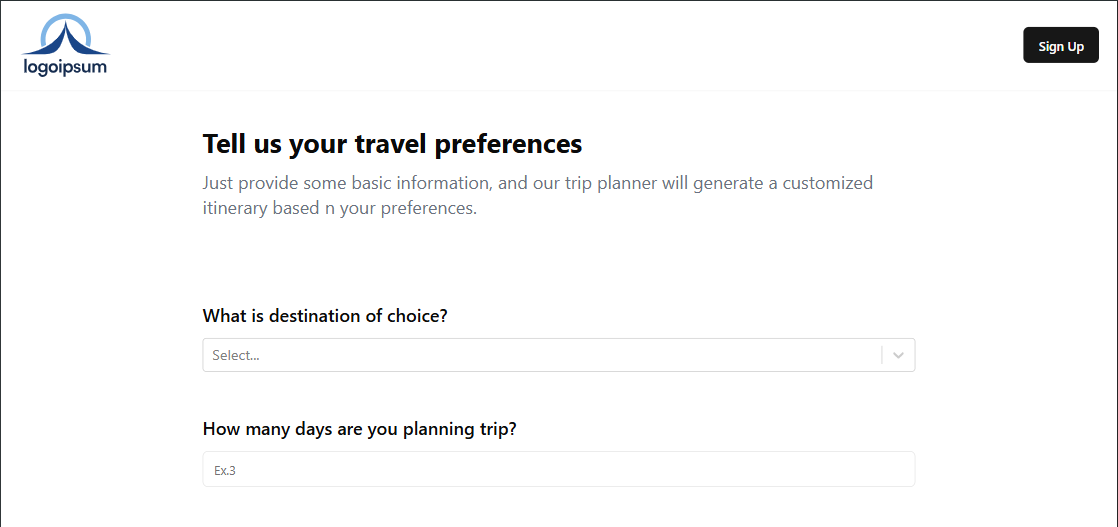 logoipsum
Sign Up
Tell us your travel preferences
Just provide some basic information, and our trip planner will generate a customized
itinerary based n your preferences.
What is destination of choice?
Select...
How many days are you planning trip?
Ex.3